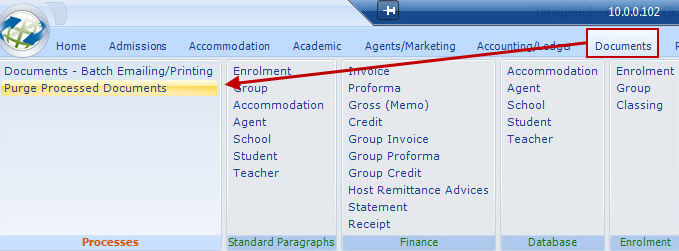 10.0.0.102
Home Admissions Accommodation Academic Agents/Marketing Accounting/Ledger Documents
Documents - Batch Emailing/Printing
Purge Processed Documents
Processes
Enrolment
Group
Accommodation
Agent
School
Student
Teacher
Standard Paragraphs
Invoice
Proforma
Gross (Memo)
Credit
Group Invoice
Group Proforma
Group Credit
Host Remittance Advices
Statement
Receipt
Finance
Accommodation
Agent
School
Student
Teacher
Database
Enrolment
Group
Classing
Enrolment